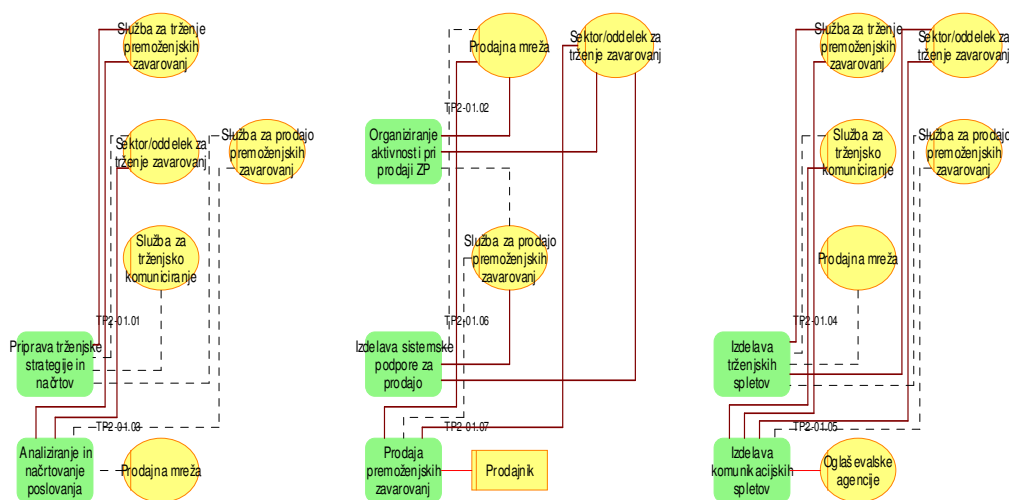 Služba za trženje
premoženjskih
zavarovanj
Sektor/oddelek za
trženje zavarovanj
Služba za prodajo
premoženjskih
zavarovanj
Služba za
tržnjsko
komuniciranje
TP2-01.01
Priprava trženjske
strategije in
načrtov
TP2-01.03
Analiziranje in
načrtovanje
poslovanja
Prodajna mreža
Prodajna mreža
Sektor/oddelek za
trženje zavarovanj
TP2-01.02
Organiziranje
aktivnosti pri
prodaji ZP
Služba za prodajo
premoženjskih
zavarovanj
TP2-01.06
Izdelava sistemske
podpore za
prodajo
TP2-01.07
Prodaja
premoženjskih
zavarovanj
Prodajnik
Služba za trženje
premoženjskih
zavarovanj
Sektor/oddelek za
trženje zavarovanj
Služba za
trženjsko
komuniciranje
Služba za prodajo
premoženjskih
zavarovanj
Prodajna mreža
TP2-01.04
Izdelava
trženjskih
spletov
TP2-01.05
Izdelava
komunikacijskih
spletov
Oglaševalske
agencije